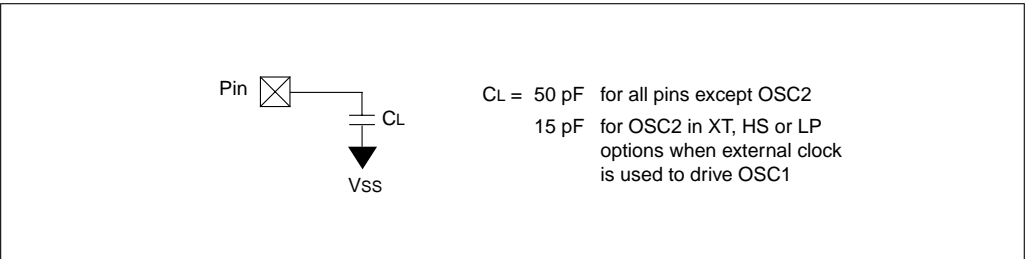 Pin
CL
VSS
CL = 50 pF for all pins except OSC2
15 pF for OSC2 in XT, HS or LP
options when external clock
is used to drive OSC1